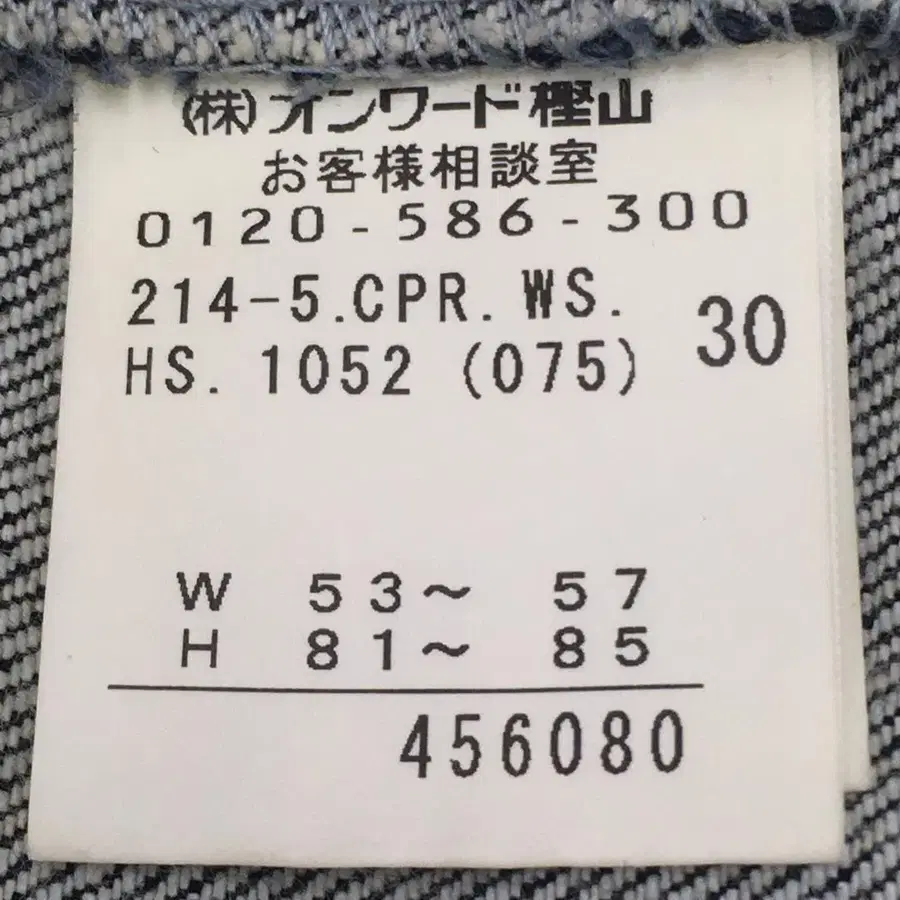 (株)オンワード樫山
お客様相談室
0120-586-300
214-5.CPR.WS.
HS. 1052 (075) 30
W 53~ 57
H 81~ 85
456080